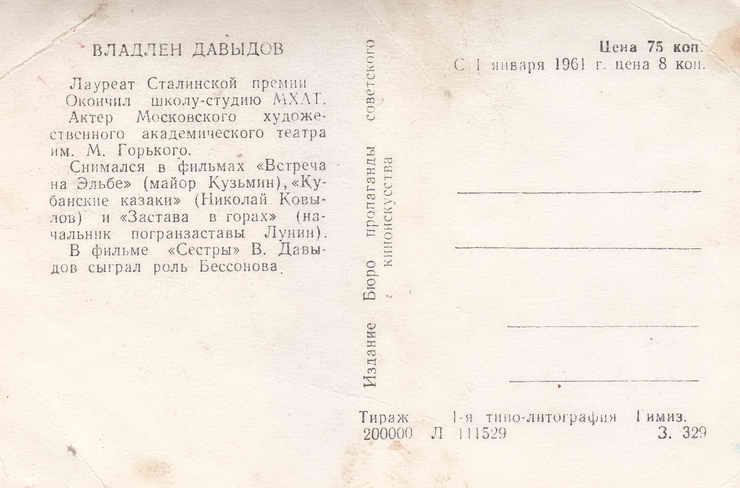 ВЛАДЛЕН ДАВЫДОВ
Лауреат Сталинской премии
Окончил школу-студию МХАТ.
Актер Московского художе-
ственного академического театра
им. М. Горького.
Снимался в фильмах «Встреча
на Эльбе» (майор Кузьмин), «Ку-
банские казаки» (Николай Ковы-
лов) и «Застава в горах» (на-
чальник погранзаставы Лунин).
В фильме «Сестры» В. Давы-
дов сыграл роль Бессонова.
Издание Бюро пропаганды советского
киноискусства
Цена 75 коп.
С 1 января 1961 г. цена 8 коп.
Тираж 1-я типо-литография Гимиз.
200000 Л 111529 З. 329